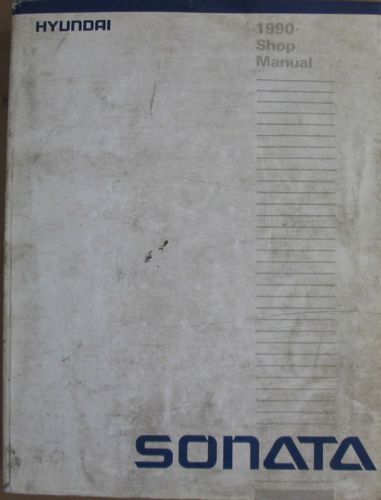 HYUNDAI
1990
Shop
Manual
SONATA